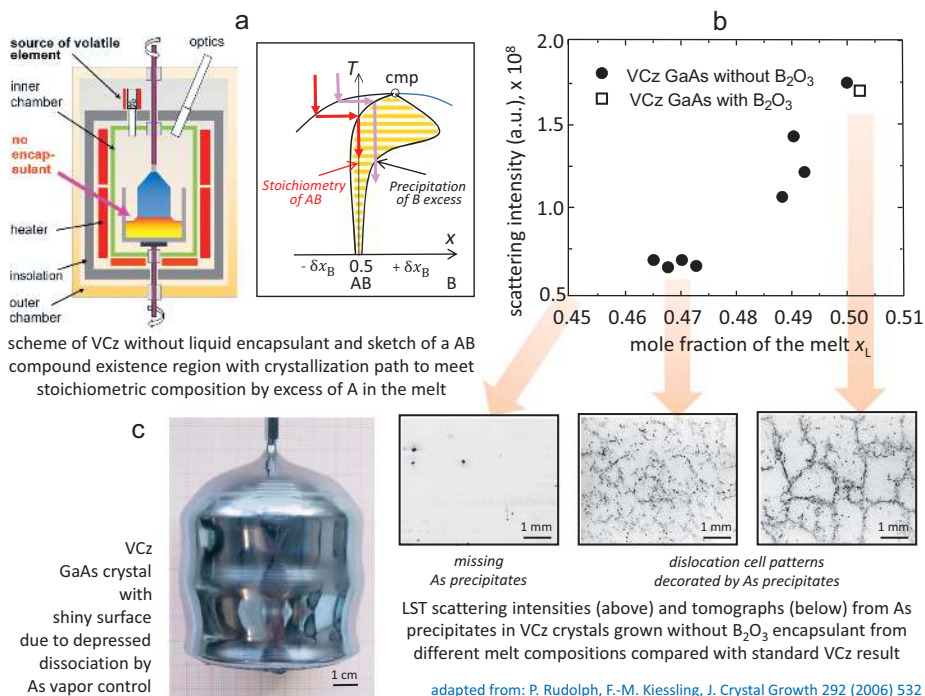 a
source of volatile
element
optics
inner
chamber
no
encap-
sulant
heater
insolation
outer
chamber
T
cmp
Stoichiometry
of AB
Precipitation
of B excess
x
- δx_B
0.5
+ δx_B
AB
B
scheme of VCz without liquid encapsulant and sketch of a AB
compound existence region with crystallization path to meet
stoichiometric composition by excess of A in the melt
b
scattering intensity (a.u.), x 10⁸
2.0
1.5
1.0
0.5
VCz GaAs without B₂O₃
VCz GaAs with B₂O₃
0.45 0.46 0.47 0.48 0.49 0.50 0.51
mole fraction of the melt x_L
1 mm
1 mm
1 mm
missing
As precipitates
dislocation cell patterns
decorated by As precipitates
LST scattering intensities (above) and tomographs (below) from As
precipitates in VCz crystals grown without B₂O₃ encapsulant from
different melt compositions compared with standard VCz result
c
VCz
GaAs crystal
with
shiny surface
due to depressed
dissociation by
As vapor control
1 cm
adapted from: P. Rudolph, F.-M. Kiessling, J. Crystal Growth 292 (2006) 532